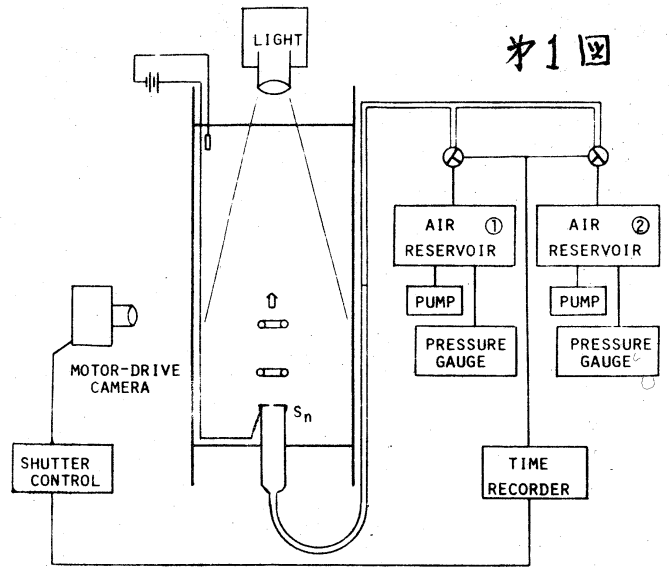 LIGHT
第1図
AIR ①
RESERVOIR
AIR ②
RESERVOIR
PUMP
PUMP
PRESSURE
GAUGE
PRESSURE
GAUGE
MOTOR-DRIVE
CAMERA
Sn
SHUTTER
CONTROL
TIME
RECORDER